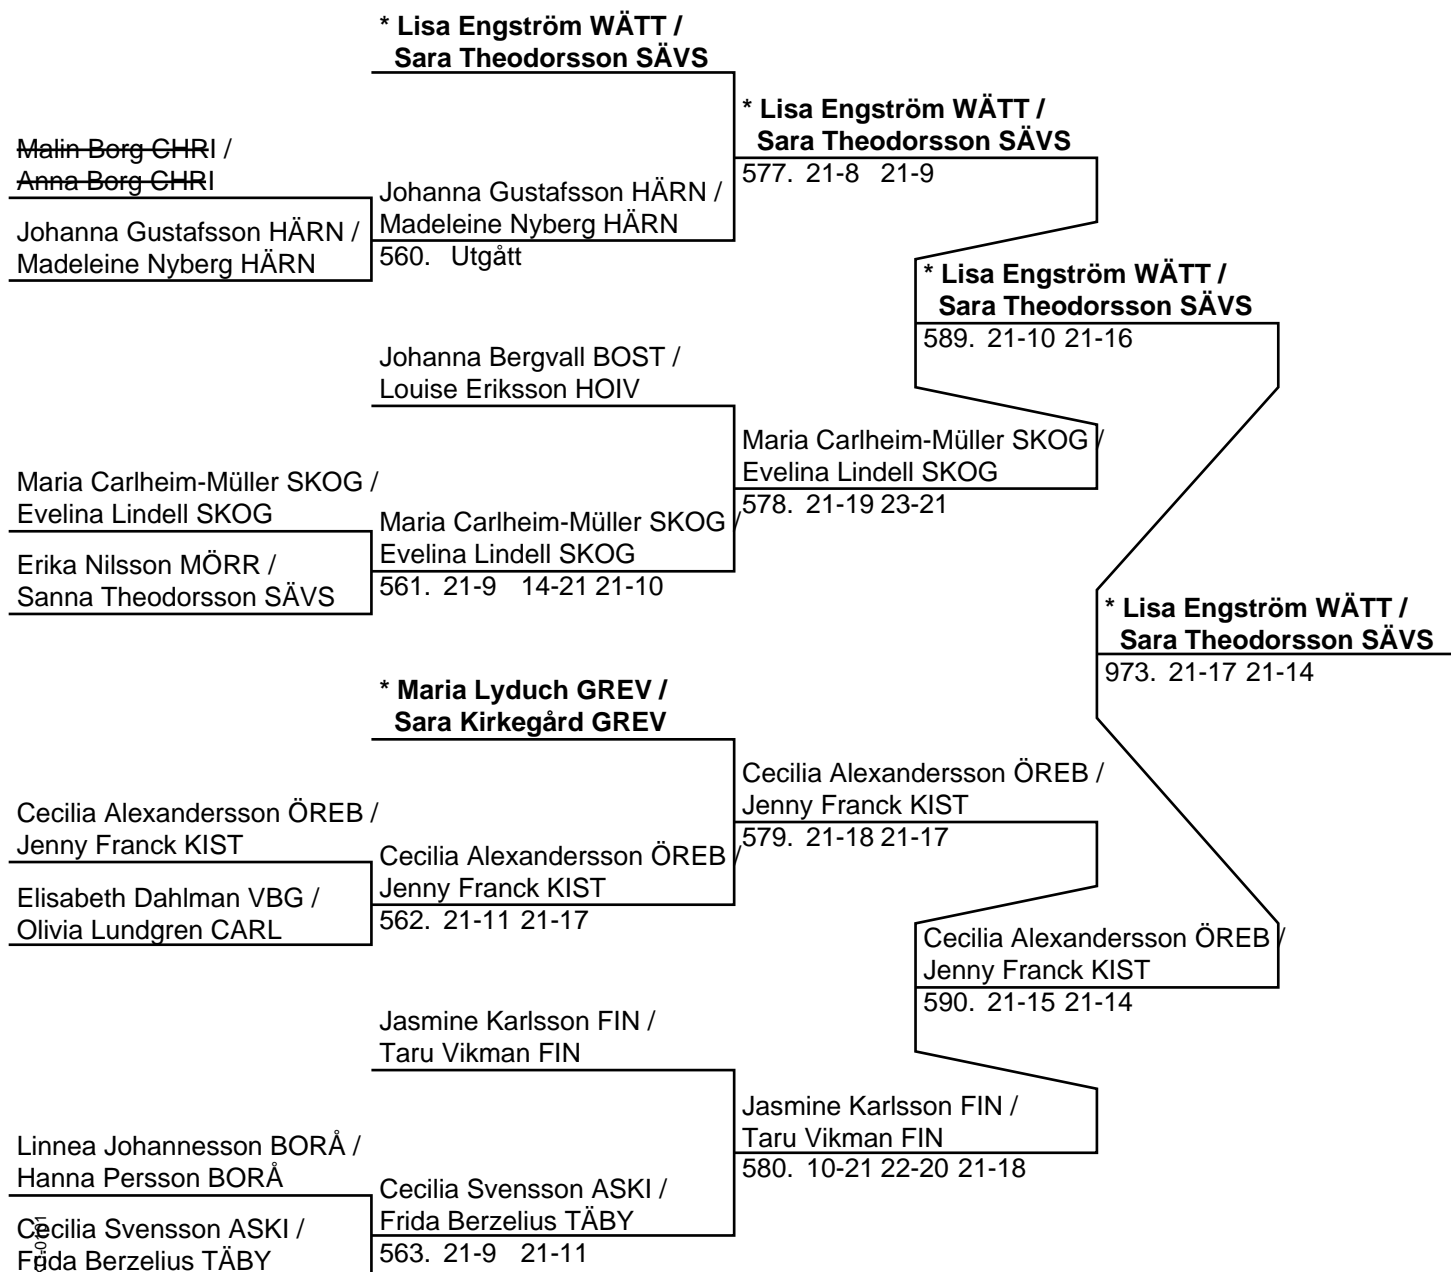 * Lisa Engström WÄTT /
Sara Theodorsson SÄVS
* Lisa Engström WÄTT /
Sara Theodorsson SÄVS
577. 21-8 21-9
Malin Borg CHRI /
Anna Borg CHRI
Johanna Gustafsson HÄRN /
Madeleine Nyberg HÄRN
560. Utgått
Johanna Gustafsson HÄRN /
Madeleine Nyberg HÄRN
* Lisa Engström WÄTT /
Sara Theodorsson SÄVS
589. 21-10 21-16
Johanna Bergvall BOST /
Louise Eriksson HOIV
Maria Carlheim-Müller SKOG /
Evelina Lindell SKOG
578. 21-19 23-21
Maria Carlheim-Müller SKOG /
Evelina Lindell SKOG
Maria Carlheim-Müller SKOG /
Evelina Lindell SKOG
561. 21-9 14-21 21-10
Erika Nilsson MÖRR /
Sanna Theodorsson SÄVS
* Lisa Engström WÄTT /
Sara Theodorsson SÄVS
973. 21-17 21-14
* Maria Lyduch GREV /
Sara Kirkegård GREV
Cecilia Alexandersson ÖREB /
Jenny Franck KIST
579. 21-18 21-17
Cecilia Alexandersson ÖREB /
Jenny Franck KIST
Cecilia Alexandersson ÖREB /
Jenny Franck KIST
562. 21-11 21-17
Elisabeth Dahlman VBG /
Olivia Lundgren CARL
Cecilia Alexandersson ÖREB /
Jenny Franck KIST
590. 21-15 21-14
Jasmine Karlsson FIN /
Taru Vikman FIN
Jasmine Karlsson FIN /
Taru Vikman FIN
580. 10-21 22-20 21-18
Linnea Johannesson BORÅ /
Hanna Persson BORÅ
Cecilia Svensson ASKI /
Frida Berzelius TÄBY
563. 21-9 21-11
Cecilia Svensson ASKI /
Frida Berzelius TÄBY